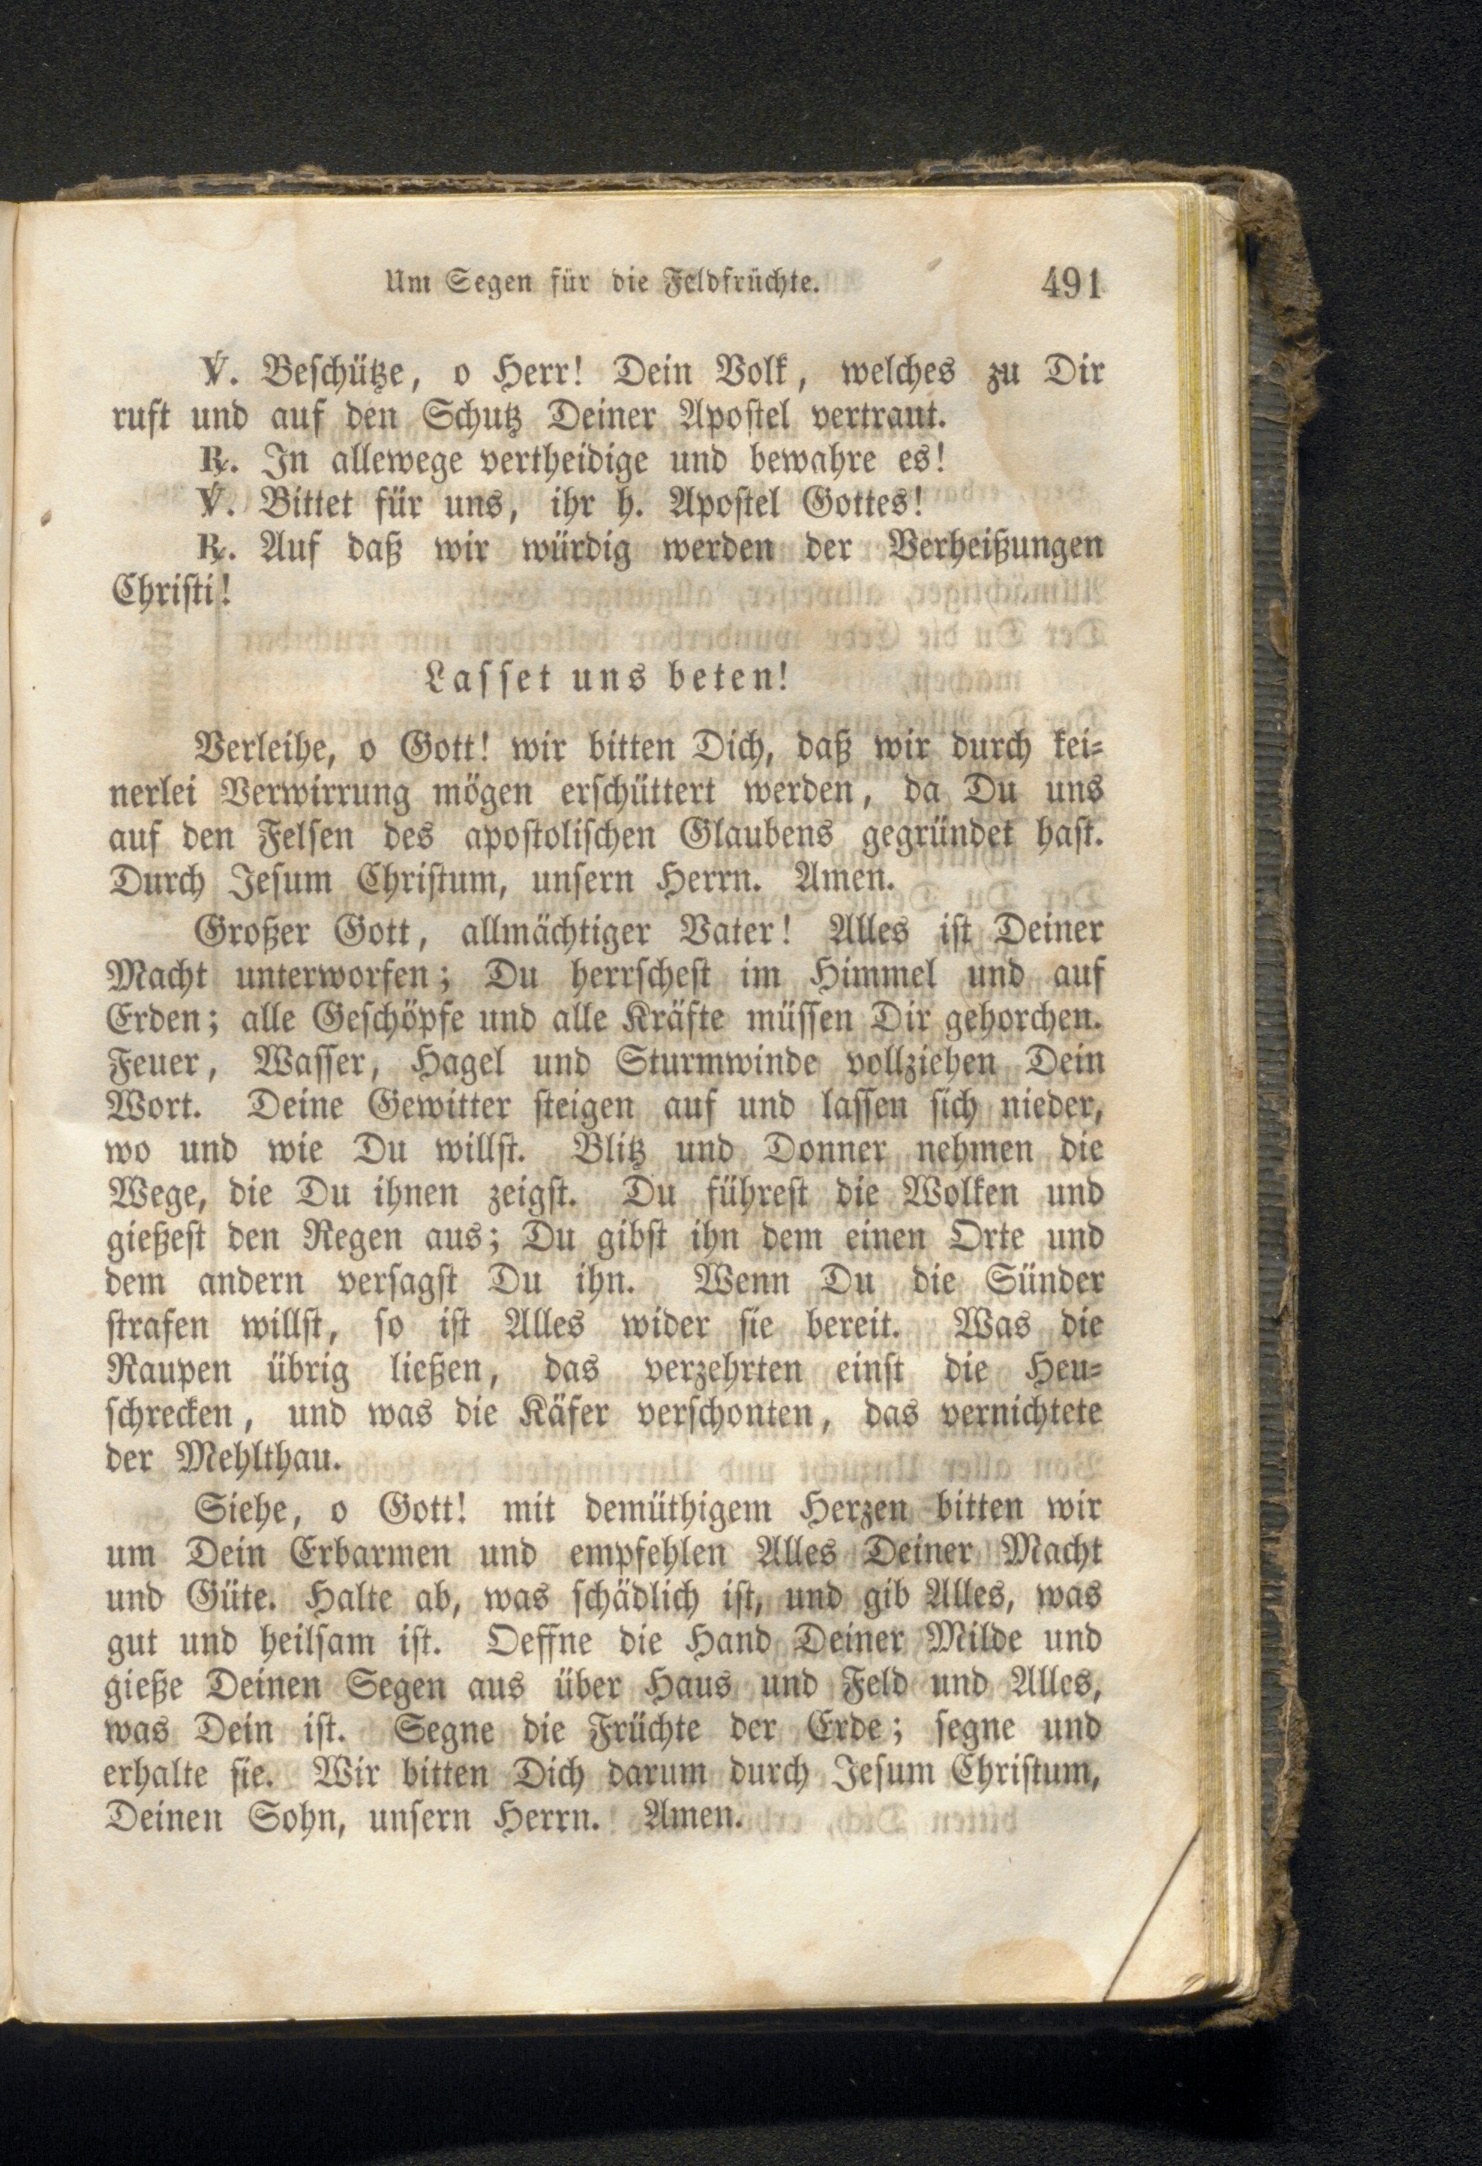 Um Segen für die Feldfrüchte. 491
℣. Beschütze, o Herr! Dein Volk, welches zu Dir
ruft und auf den Schutz Deiner Apostel vertraut.
℟. In allewege vertheidige und bewahre es!
℣. Bittet für uns, ihr h. Apostel Gottes!
℟. Auf daß wir würdig werden der Verheißungen
Christi!
Lasset uns beten!
Verleihe, o Gott! wir bitten Dich, daß wir durch kei-
nerlei Verwirrung mögen erschüttert werden, da Du uns
auf den Felsen des apostolischen Glaubens gegründet hast.
Durch Jesum Christum, unsern Herrn. Amen.
Großer Gott, allmächtiger Vater! Alles ist Deiner
Macht unterworfen; Du herrschest im Himmel und auf
Erden; alle Geschöpfe und alle Kräfte müssen Dir gehorchen.
Feuer, Wasser, Hagel und Sturmwinde vollziehen Dein
Wort. Deine Gewitter steigen auf und lassen sich nieder,
wo und wie Du willst. Blitz und Donner nehmen die
Wege, die Du ihnen zeigst. Du führest die Wolken und
gießest den Regen aus; Du gibst ihn dem einen Orte und
dem andern versagst Du ihn. Wenn Du die Sünder
strafen willst, so ist Alles wider sie bereit. Was die
Raupen übrig ließen, das verzehrten einst die Heu-
schrecken, und was die Käfer verschonten, das vernichtete
der Mehlthau.
Siehe, o Gott! mit demüthigem Herzen bitten wir
um Dein Erbarmen und empfehlen Alles Deiner Macht
und Güte. Halte ab, was schädlich ist, und gib Alles, was
gut und heilsam ist. Oeffne die Hand Deiner Milde und
gieße Deinen Segen aus über Haus und Feld und Alles,
was Dein ist. Segne die Früchte der Erde; segne und
erhalte sie. Wir bitten Dich darum durch Jesum Christum,
Deinen Sohn, unsern Herrn. Amen.